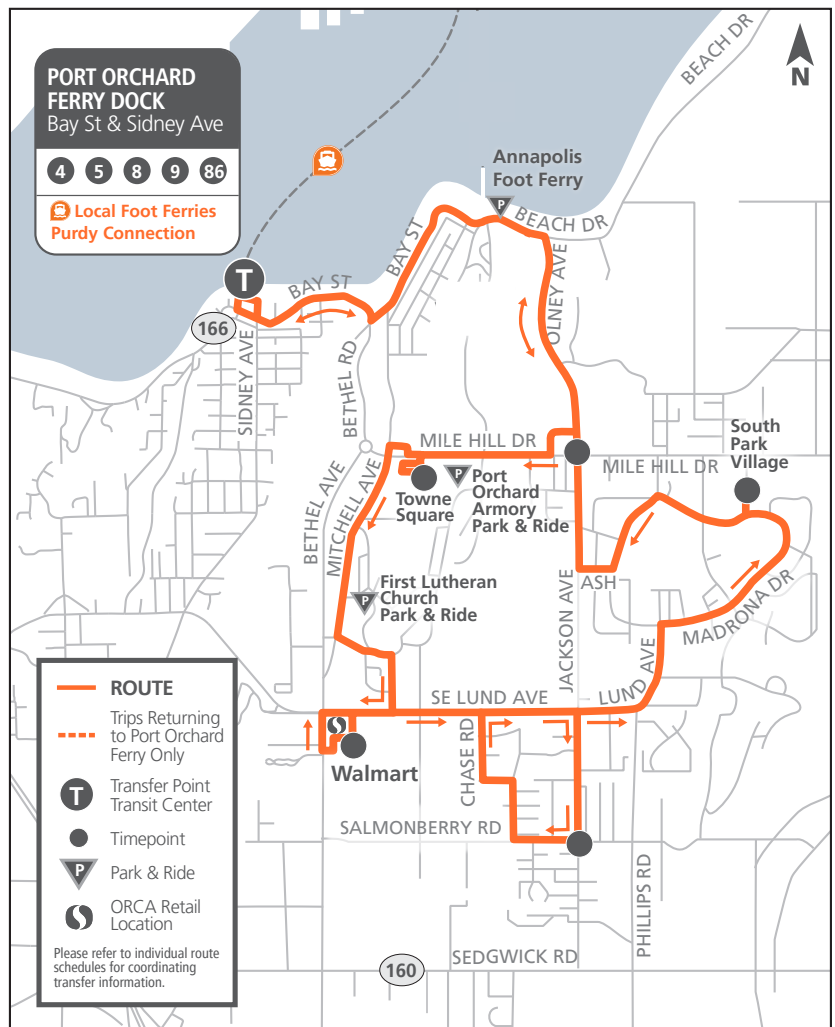 PORT ORCHARD
FERRY DOCK
Bay St & Sidney Ave
4 5 8 9 86
Local Foot Ferries
Purdy Connection
N
BEACH DR
Annapolis
Foot Ferry
P
BEACH DR
T
BAY ST
BAY ST
OLNEY AVE
166
SIDNEY AVE
BETHEL RD
MILE HILL DR
South
Park
Village
MILE HILL DR
P
Towne
Square
Port
Orchard
Armory
Park & Ride
BETHEL AVE
MITCHELL AVE
ASH
P
First Lutheran
Church
Park & Ride
JACKSON AVE
MADRONA DR
SE LUND AVE
LUND AVE
Walmart
CHASE RD
SALMONBERRY RD
PHILLIPS RD
SEDGWICK RD
160
ROUTE
Trips Returning
to Port Orchard
Ferry Only
T
Transfer Point
Transit Center
Timepoint
P
Park & Ride
ORCA Retail
Location
Please refer to individual route
schedules for coordinating
transfer information.